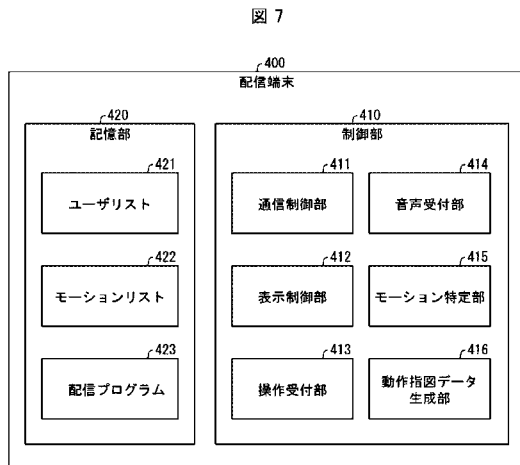 図 7
400
配信端末
420
記憶部
421
ユーザリスト
422
モーションリスト
423
配信プログラム
410
制御部
411
通信制御部
414
音声受付部
412
表示制御部
415
モーション特定部
413
操作受付部
416
動作指図データ
生成部